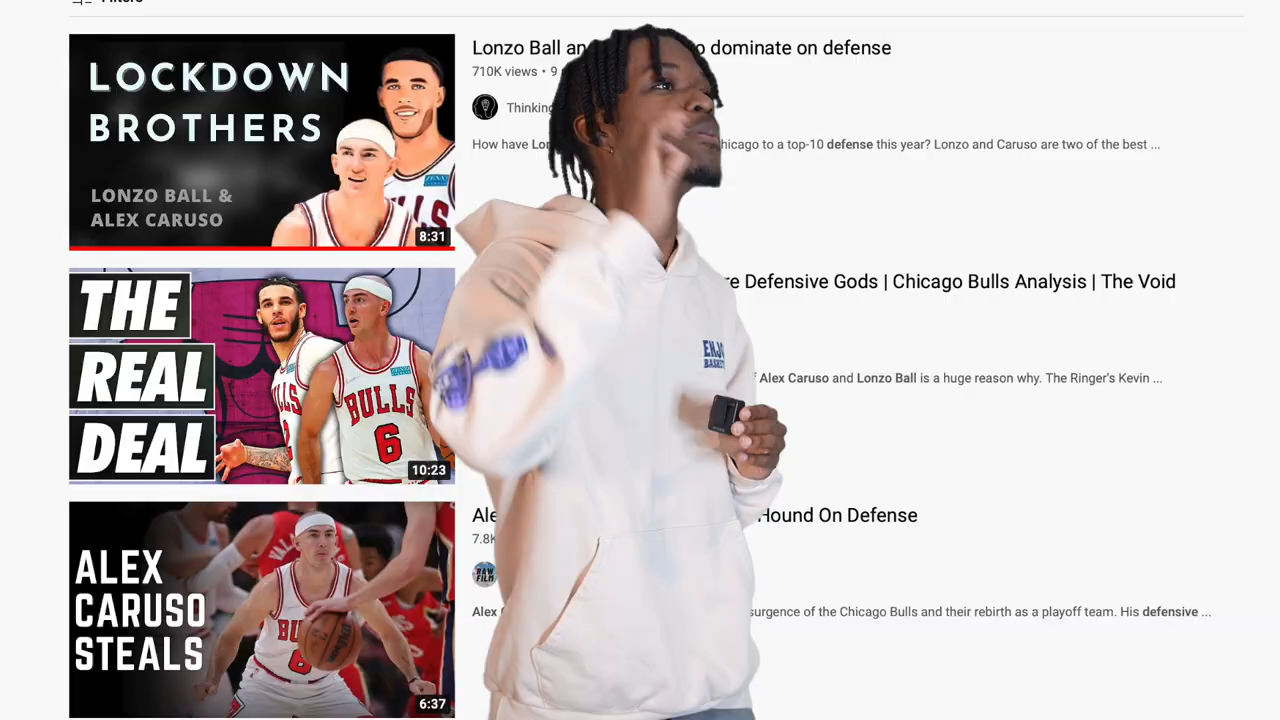 LOCKDOWN
BROTHERS
LONZO BALL &
ALEX CARUSO
8:31
Lonzo Ball an o dominate on defense
710K views • 9
Thinking
How have Lon hicago to a top-10 defense this year? Lonzo and Caruso are two of the best ...
THE
REAL
DEAL
BULLS
6
10:23
re Defensive Gods | Chicago Bulls Analysis | The Void
Alex Caruso and Lonzo Ball is a huge reason why. The Ringer's Kevin ...
ALEX
CARUSO
STEALS
6:37
Ale Hound On Defense
7.8K
RAW
FILM
Alex surgence of the Chicago Bulls and their rebirth as a playoff team. His defensive ...